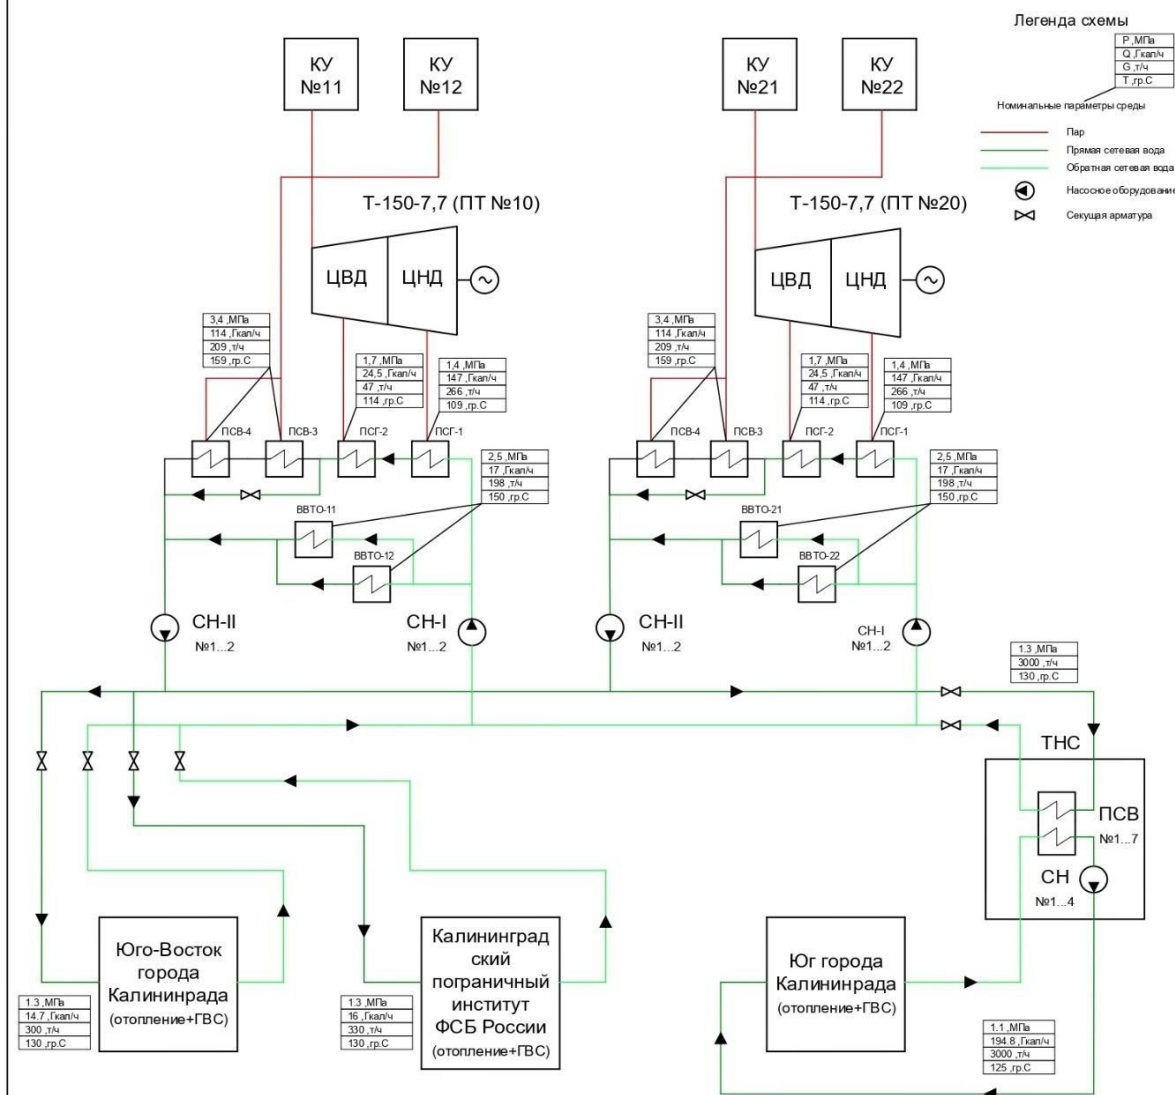 Легенда схемы
P ,МПа
Q ,Гкал/ч
G ,т/ч
T ,гр.С
Номинальные параметры среды
Пар
Прямая сетевая вода
Обратная сетевая вода
Насосное оборудование
Секущая арматура
КУ
№11
КУ
№12
КУ
№21
КУ
№22
Т-150-7,7 (ПТ №10)
Т-150-7,7 (ПТ №20)
ЦВД
ЦНД
ЦВД
ЦНД
3,4 ,МПа
114 ,Гкал/ч
209 ,т/ч
159 ,гр.С
1,7 ,МПа
24,5 ,Гкал/ч
47 ,т/ч
114 ,гр.С
1,4 ,МПа
147 ,Гкал/ч
266 ,т/ч
109 ,гр.С
3,4 ,МПа
114 ,Гкал/ч
209 ,т/ч
159 ,гр.С
1,7 ,МПа
24,5 ,Гкал/ч
47 ,т/ч
114 ,гр.С
1,4 ,МПа
147 ,Гкал/ч
266 ,т/ч
109 ,гр.С
ПСВ-4
ПСВ-3
ПСГ-2
ПСГ-1
ПСВ-4
ПСВ-3
ПСГ-2
ПСГ-1
2,5 ,МПа
17 ,Гкал/ч
198 ,т/ч
150 ,гр.С
2,5 ,МПа
17 ,Гкал/ч
198 ,т/ч
150 ,гр.С
ВВТО-11
ВВТО-12
ВВТО-21
ВВТО-22
СН-II
№1...2
СН-I
№1...2
СН-II
№1...2
СН-I
№1...2
1.3 ,МПа
3000 ,т/ч
130 ,гр.С
ТНС
ПСВ
№1...7
СН
№1...4
Юго-Восток
города
Калининрада
(отопление+ГВС)
Калининград
ский
пограничный
институт
ФСБ России
(отопление+ГВС)
Юг города
Калининрада
(отопление+ГВС)
1.3 ,МПа
14.7 ,Гкал/ч
300 ,т/ч
130 ,гр.С
1.3 ,МПа
16 ,Гкал/ч
330 ,т/ч
130 ,гр.С
1.1 ,МПа
194.8 ,Гкал/ч
3000 ,т/ч
125 ,гр.С